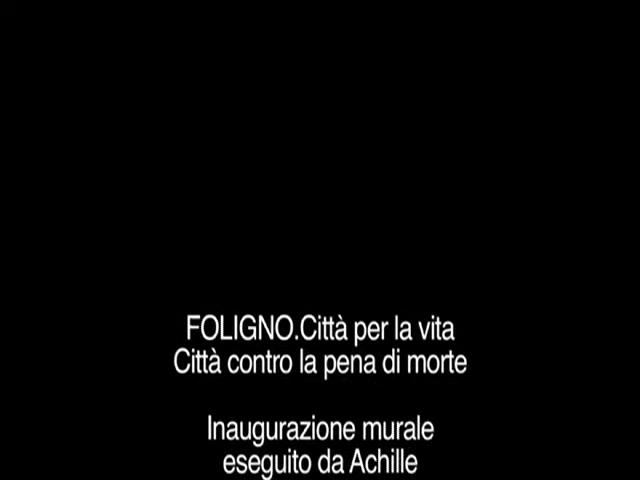 FOLIGNO.Città per la vita
Città contro la pena di morte
Inaugurazione murale
eseguito da Achille